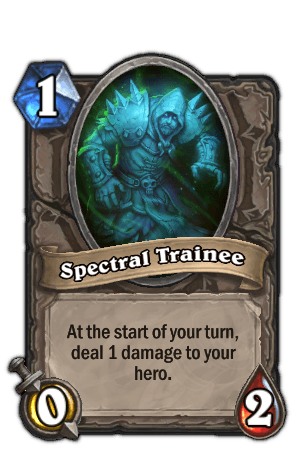 1
Spectral Trainee
At the start of your turn,
deal 1 damage to your
hero.
0
2